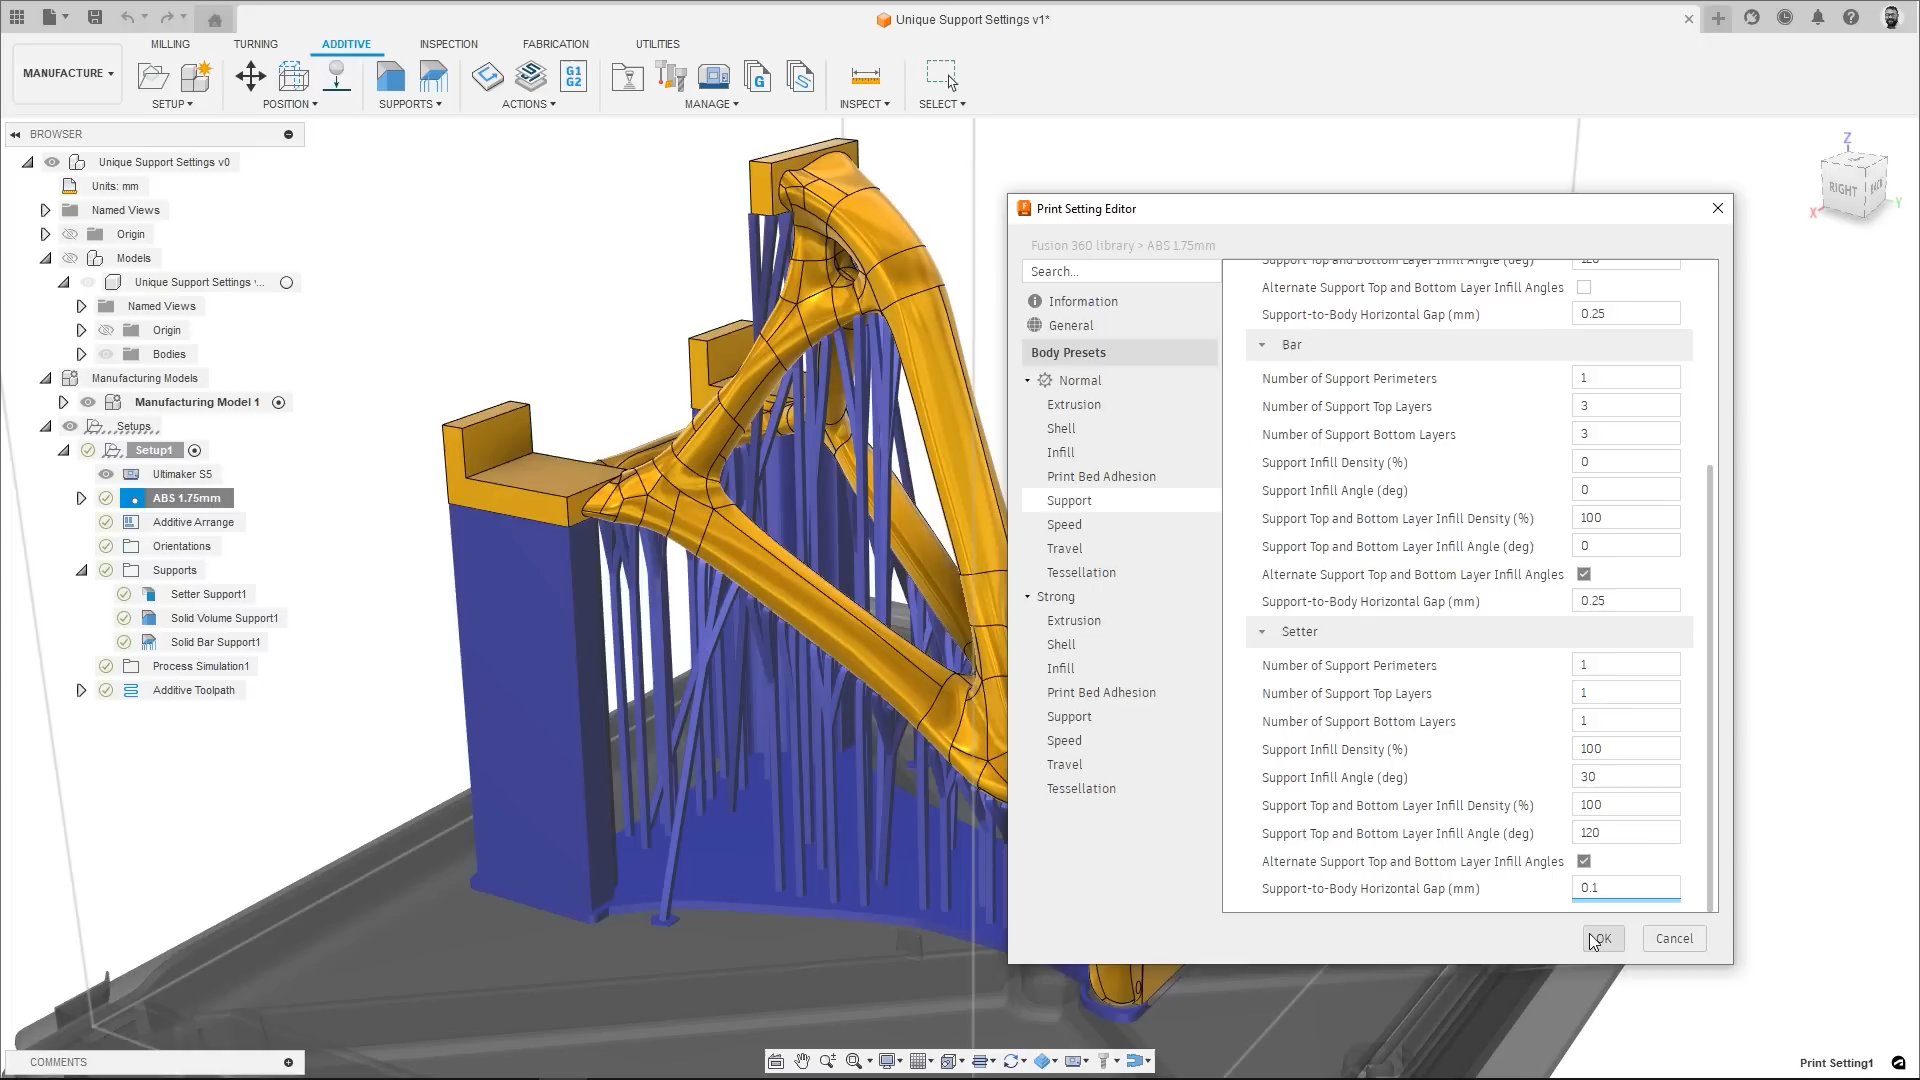 Unique Support Settings v1*
MILLING
TURNING
ADDITIVE
INSPECTION
FABRICATION
UTILITIES
MANUFACTURE
G1
G2
G
SETUP
POSITION
SUPPORTS
ACTIONS
MANAGE
INSPECT
SELECT
BROWSER
Unique Support Settings v0
Units: mm
Named Views
Origin
Models
Unique Support Settings ...
Named Views
Origin
Bodies
Manufacturing Models
Manufacturing Model 1
Setups
Setup1
Ultimaker S5
ABS 1.75mm
Additive Arrange
Orientations
Supports
Setter Support1
Solid Volume Support1
Solid Bar Support1
Process Simulation1
Additive Toolpath
COMMENTS
Z
RIGHT
BACK
X
Y
Print Setting Editor
Fusion 360 library > ABS 1.75mm
Search...
Information
General
Body Presets
Normal
Extrusion
Shell
Infill
Print Bed Adhesion
Support
Speed
Travel
Tessellation
Strong
Extrusion
Shell
Infill
Print Bed Adhesion
Support
Speed
Travel
Tessellation
Support Top and Bottom Layer Infill Angle (deg) 120
Alternate Support Top and Bottom Layer Infill Angles
Support-to-Body Horizontal Gap (mm) 0.25
Bar
Number of Support Perimeters 1
Number of Support Top Layers 3
Number of Support Bottom Layers 3
Support Infill Density (%) 0
Support Infill Angle (deg) 0
Support Top and Bottom Layer Infill Density (%) 100
Support Top and Bottom Layer Infill Angle (deg) 0
Alternate Support Top and Bottom Layer Infill Angles
Support-to-Body Horizontal Gap (mm) 0.25
Setter
Number of Support Perimeters 1
Number of Support Top Layers 1
Number of Support Bottom Layers 1
Support Infill Density (%) 100
Support Infill Angle (deg) 30
Support Top and Bottom Layer Infill Density (%) 100
Support Top and Bottom Layer Infill Angle (deg) 120
Alternate Support Top and Bottom Layer Infill Angles
Support-to-Body Horizontal Gap (mm) 0.1
OK
Cancel
Print Setting1